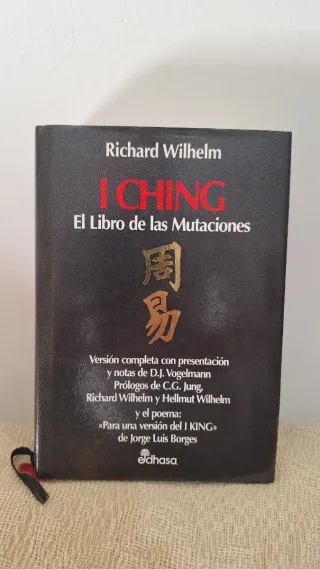 Richard Wilhelm
I CHING
El Libro de las Mutaciones
周
易
Versión completa con presentación
y notas de D.J. Vogelmann
Prólogos de C.G. Jung,
Richard Wilhelm y Hellmut Wilhelm
y el poema:
«Para una versión del I KING»
de Jorge Luis Borges
edhasa